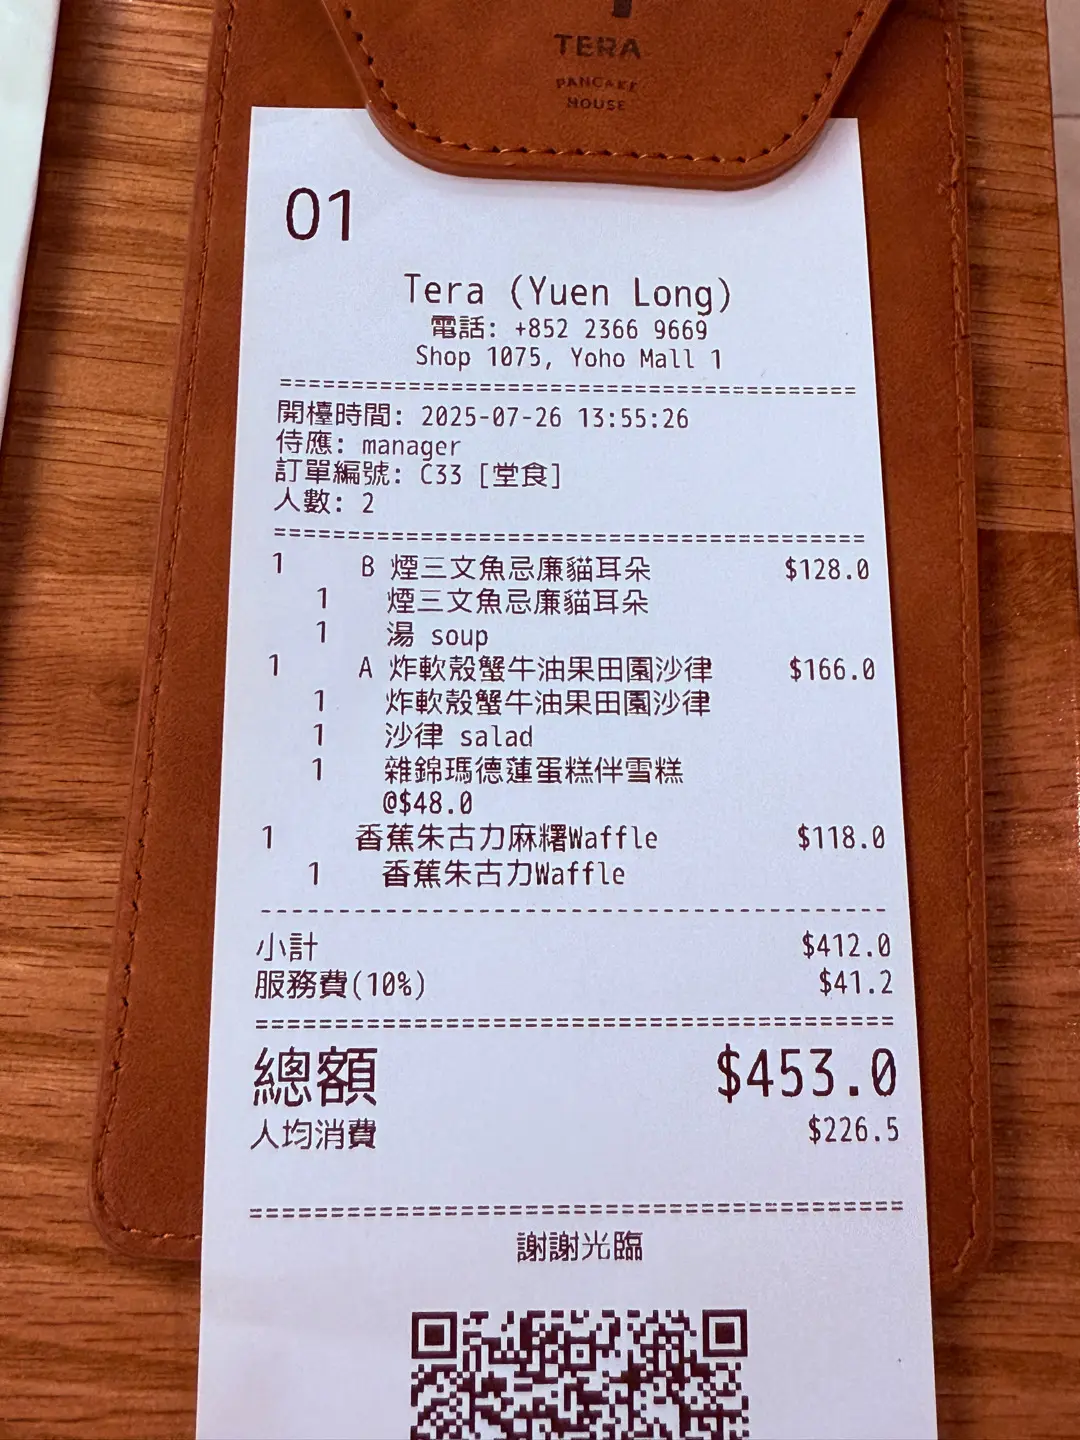 TERA
PANCAKE
HOUSE
01
Tera (Yuen Long)
電話: +852 2366 9669
Shop 1075, Yoho Mall 1
========================================
開檯時間: 2025-07-26 13:55:26
侍應: manager
訂單編號: C33 [堂食]
人數: 2
========================================
1 B 煙三文魚忌廉貓耳朵 $128.0
1 煙三文魚忌廉貓耳朵
1 湯 soup
1 A 炸軟殼蟹牛油果田園沙律 $166.0
1 炸軟殼蟹牛油果田園沙律
1 沙律 salad
1 雜錦瑪德蓮蛋糕伴雪糕
@$48.0
1 香蕉朱古力麻糬Waffle $118.0
1 香蕉朱古力Waffle
----------------------------------------
小計 $412.0
服務費(10%) $41.2
========================================
總額 $453.0
人均消費 $226.5
========================================
謝謝光臨